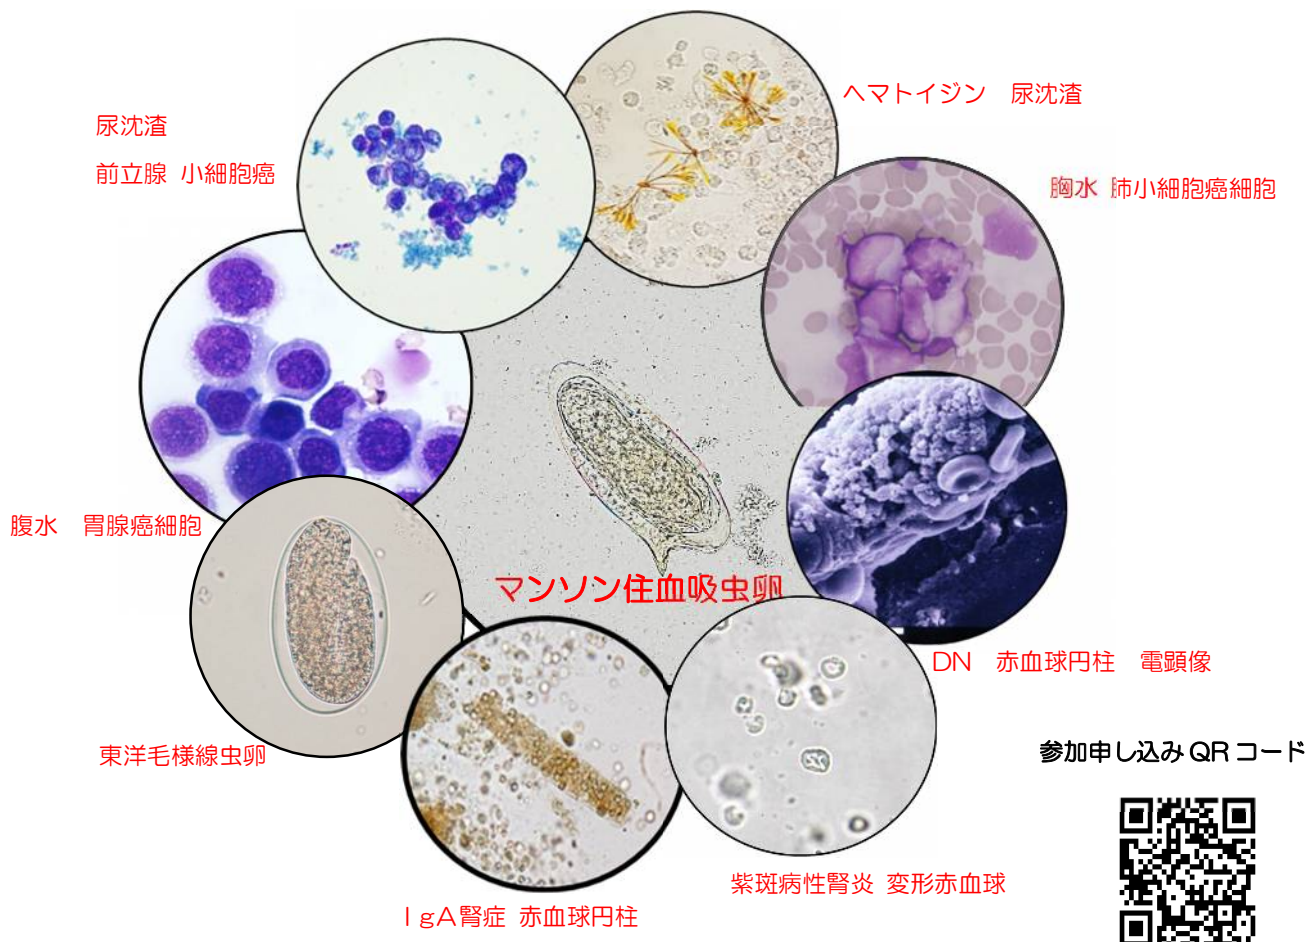 ヘマトイジン　尿沈渣
尿沈渣
前立腺 小細胞癌
胸水 肺小細胞癌細胞
腹水　胃腺癌細胞
マンソン住血吸虫卵
DN　赤血球円柱　電顕像
東洋毛様線虫卵
参加申し込みQRコード
紫斑病性腎炎 変形赤血球
IgA腎症 赤血球円柱